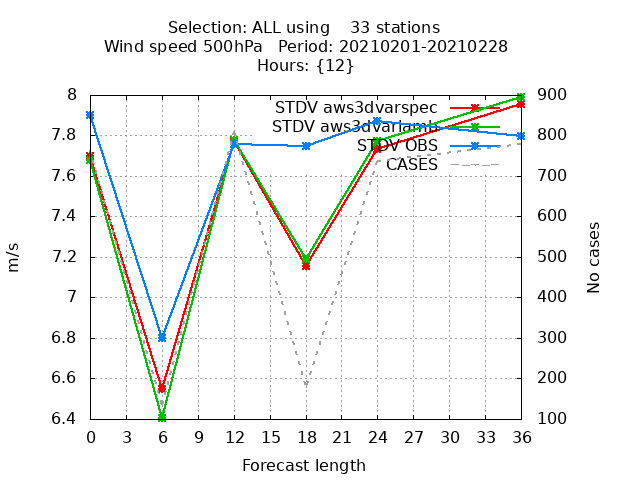 Selection: ALL using 33 stations
Wind speed 500hPa Period: 20210201-20210228
Hours: {12}
8 900
STDV aws3dvarspec
7.8 800
STDV
STDV OBS
7.6 700
CASES
7.4 600
7.2 500
m/s
No cases
7 400
6.8 300
6.6 200
6.4 100
0 3 6 9 12 15 18 21 24 27 30 33 36
Forecast length